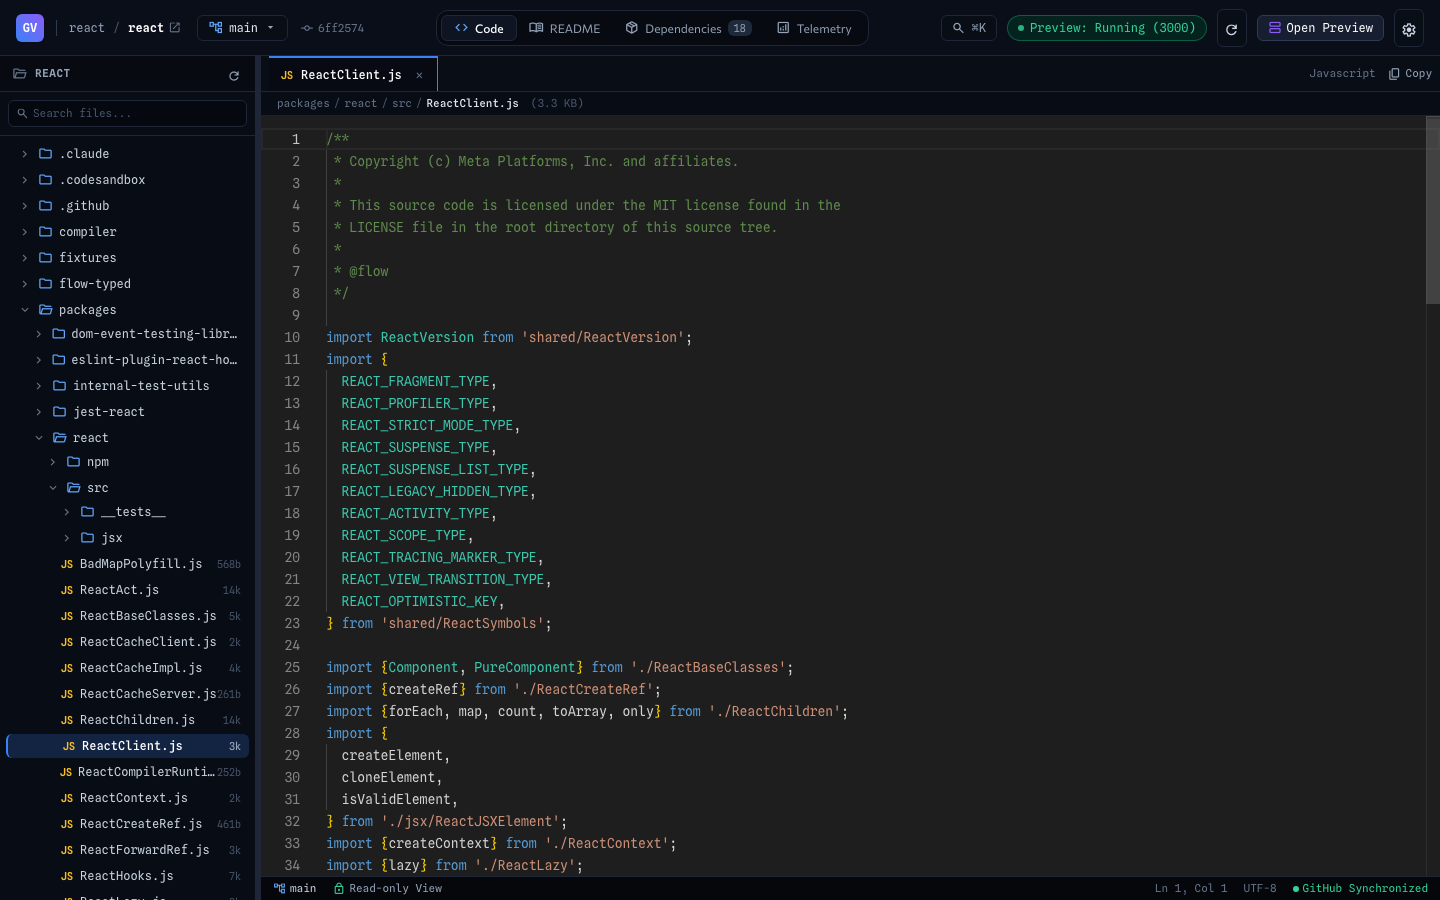 GV react / react main 6ff2574 Code README Dependencies 18 Telemetry ⌘K Preview: Running (3000) Open Preview
REACT
Search files...
.claude
.codesandbox
.github
compiler
fixtures
flow-typed
packages
dom-event-testing-libr…
eslint-plugin-react-ho…
internal-test-utils
jest-react
react
npm
src
__tests__
jsx
JS BadMapPolyfill.js 568b
JS ReactAct.js 14k
JS ReactBaseClasses.js 5k
JS ReactCacheClient.js 2k
JS ReactCacheImpl.js 4k
JS ReactCacheServer.js 261b
JS ReactChildren.js 14k
JS ReactClient.js 3k
JS ReactCompilerRunti… 252b
JS ReactContext.js 2k
JS ReactCreateRef.js 461b
JS ReactForwardRef.js 3k
JS ReactHooks.js 7k
JS ReactClient.js × Javascript Copy
packages / react / src / ReactClient.js (3.3 KB)
1 /**
2  * Copyright (c) Meta Platforms, Inc. and affiliates.
3  *
4  * This source code is licensed under the MIT license found in the
5  * LICENSE file in the root directory of this source tree.
6  *
7  * @flow
8  */
9
10 import ReactVersion from 'shared/ReactVersion';
11 import {
12   REACT_FRAGMENT_TYPE,
13   REACT_PROFILER_TYPE,
14   REACT_STRICT_MODE_TYPE,
15   REACT_SUSPENSE_TYPE,
16   REACT_SUSPENSE_LIST_TYPE,
17   REACT_LEGACY_HIDDEN_TYPE,
18   REACT_ACTIVITY_TYPE,
19   REACT_SCOPE_TYPE,
20   REACT_TRACING_MARKER_TYPE,
21   REACT_VIEW_TRANSITION_TYPE,
22   REACT_OPTIMISTIC_KEY,
23 } from 'shared/ReactSymbols';
24
25 import {Component, PureComponent} from './ReactBaseClasses';
26 import {createRef} from './ReactCreateRef';
27 import {forEach, map, count, toArray, only} from './ReactChildren';
28 import {
29   createElement,
30   cloneElement,
31   isValidElement,
32 } from './jsx/ReactJSXElement';
33 import {createContext} from './ReactContext';
34 import {lazy} from './ReactLazy';
main Read-only View Ln 1, Col 1 UTF-8 GitHub Synchronized